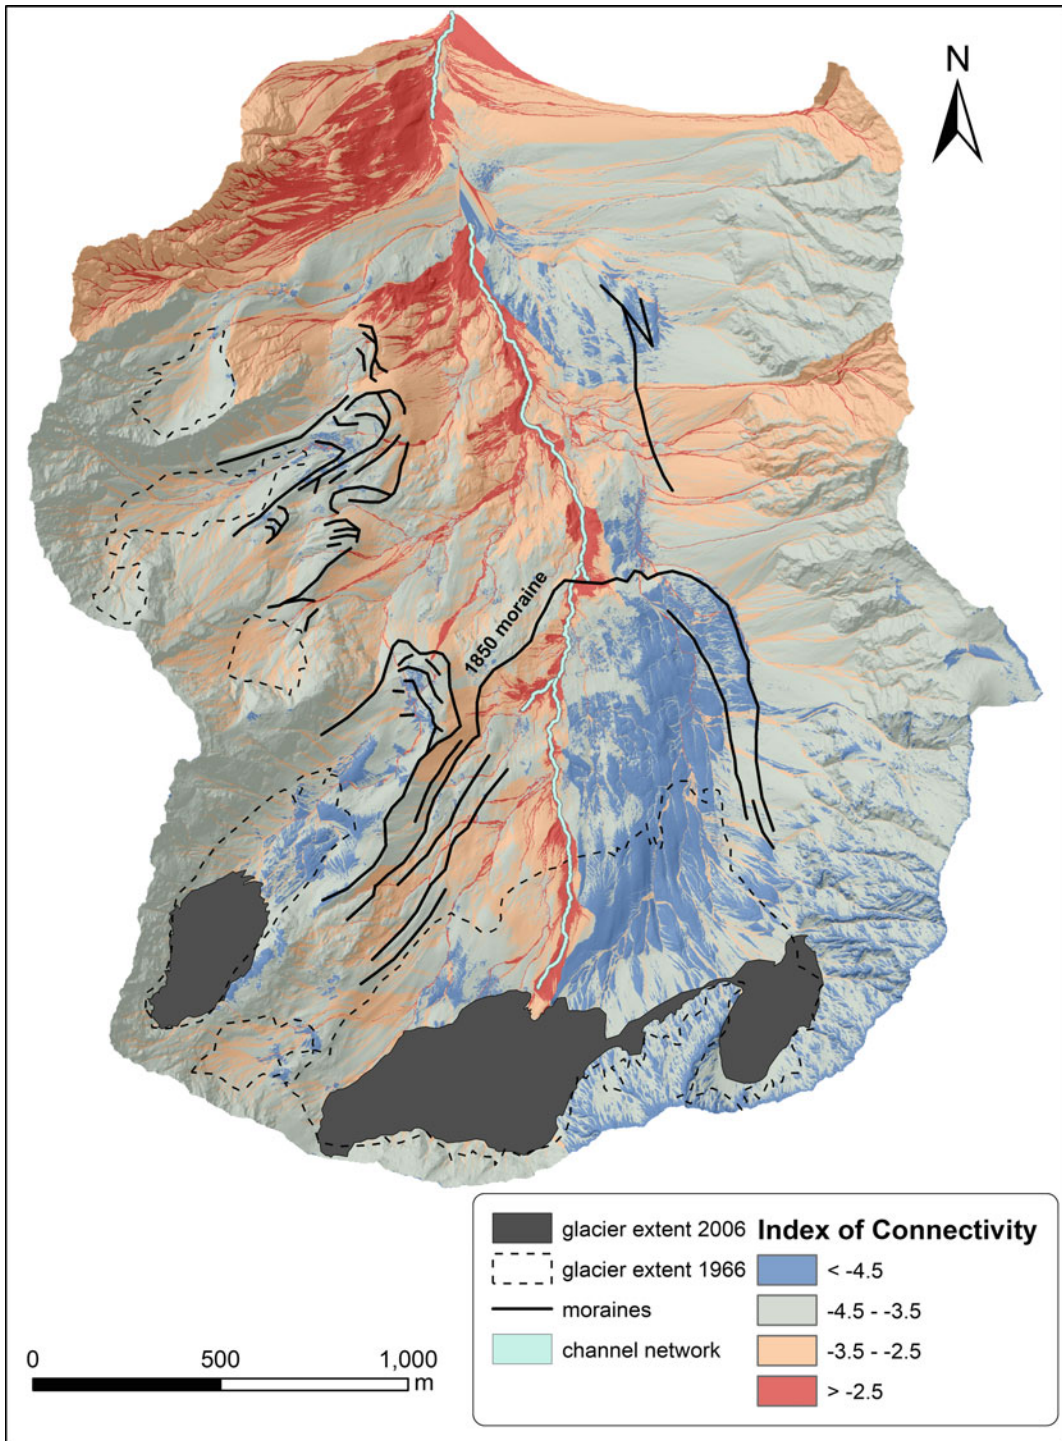 N
1850 moraine
glacier extent 2006
glacier extent 1966
moraines
channel network
Index of Connectivity
< -4.5
-4.5 - -3.5
-3.5 - -2.5
> -2.5
0 500 1,000
m